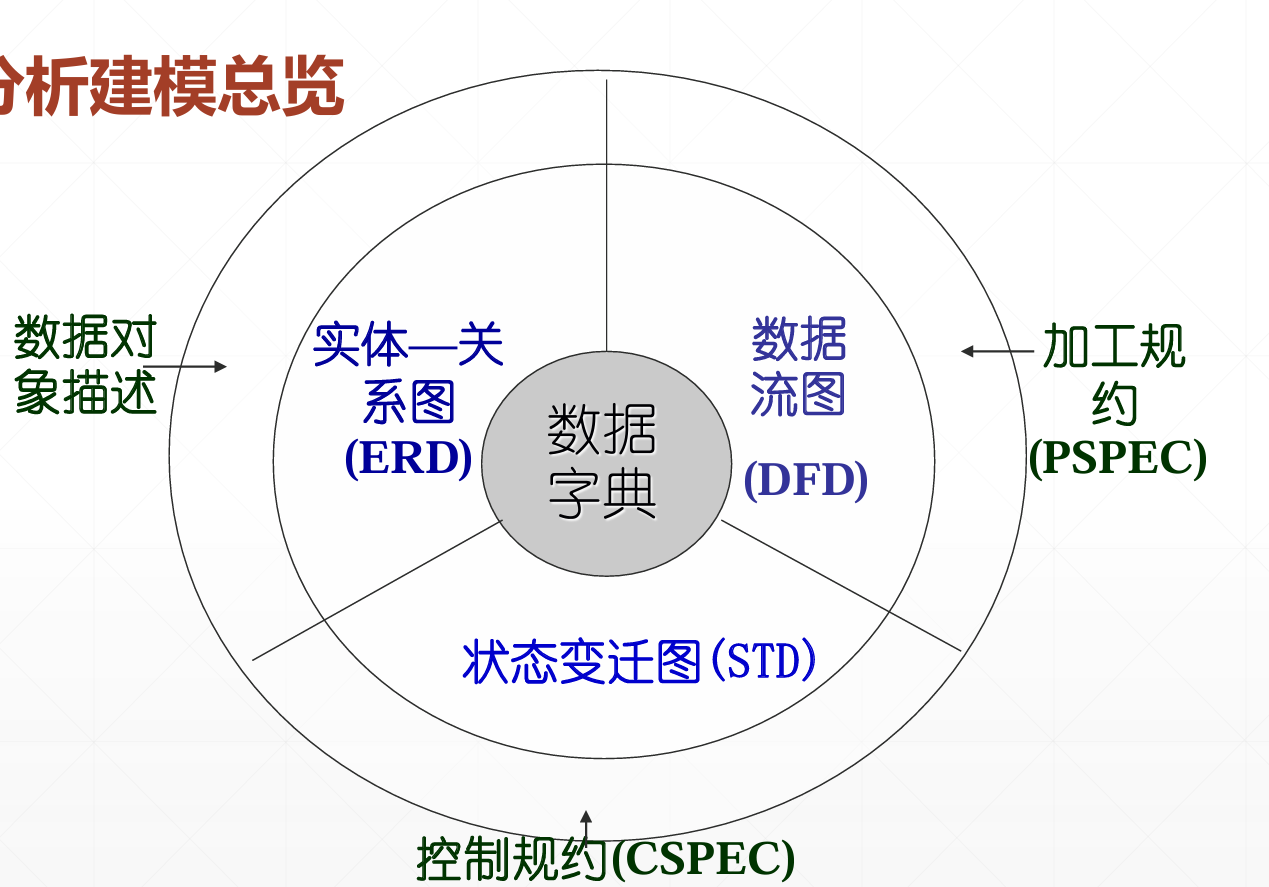 分析建模总览
数据对
象描述
实体—关
系图
(ERD)
数据
字典
数据
流图
(DFD)
加工规
约
(PSPEC)
状态变迁图(STD)
控制规约(CSPEC)